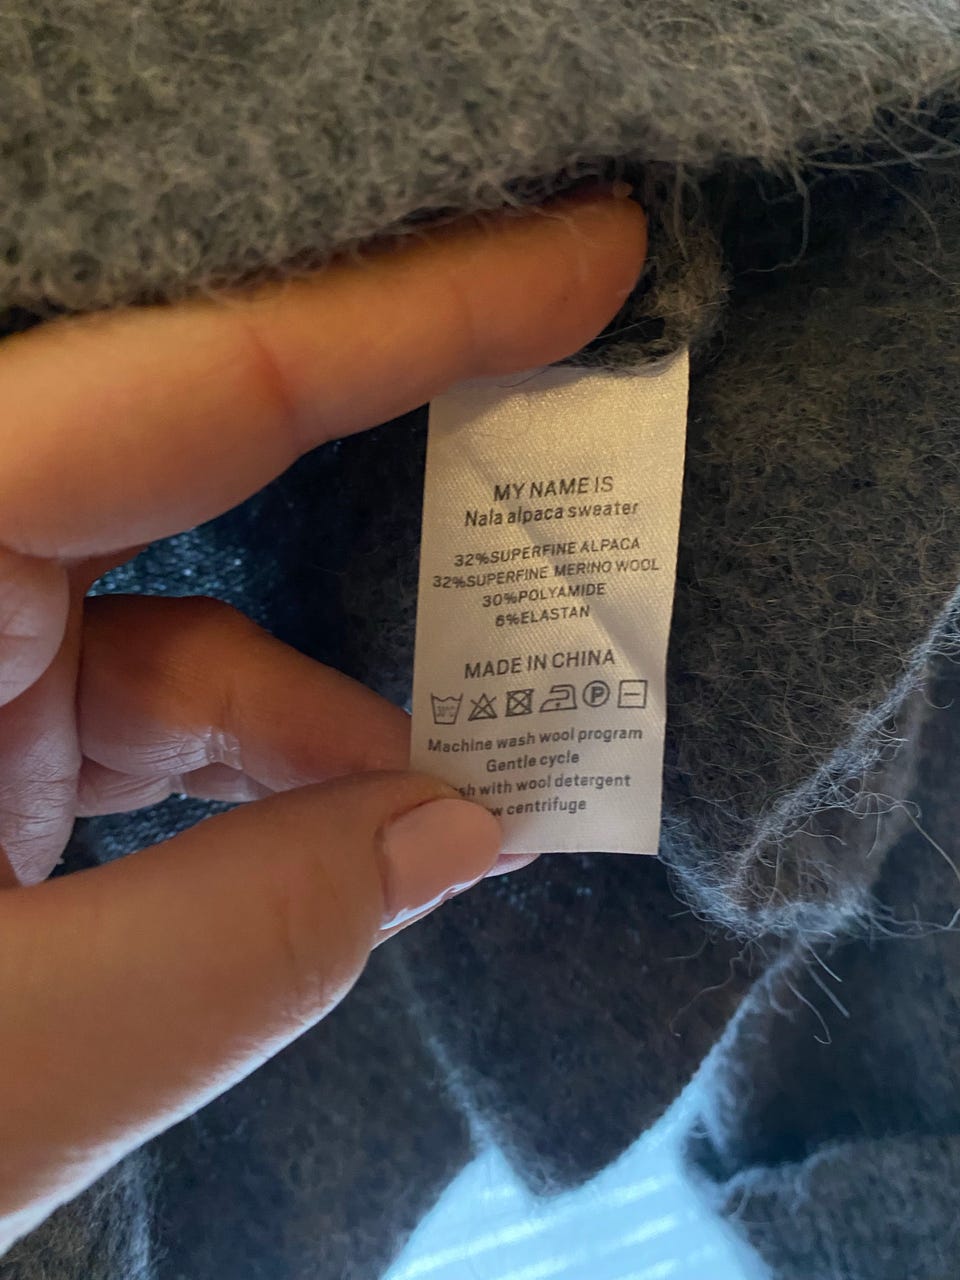 MY NAME IS
Nala alpaca sweater
32%SUPERFINE ALPACA
32%SUPERFINE MERINO WOOL
30%POLYAMIDE
6%ELASTAN
MADE IN CHINA
30°C P
Machine wash wool program
Gentle cycle
with wool detergent
centrifuge